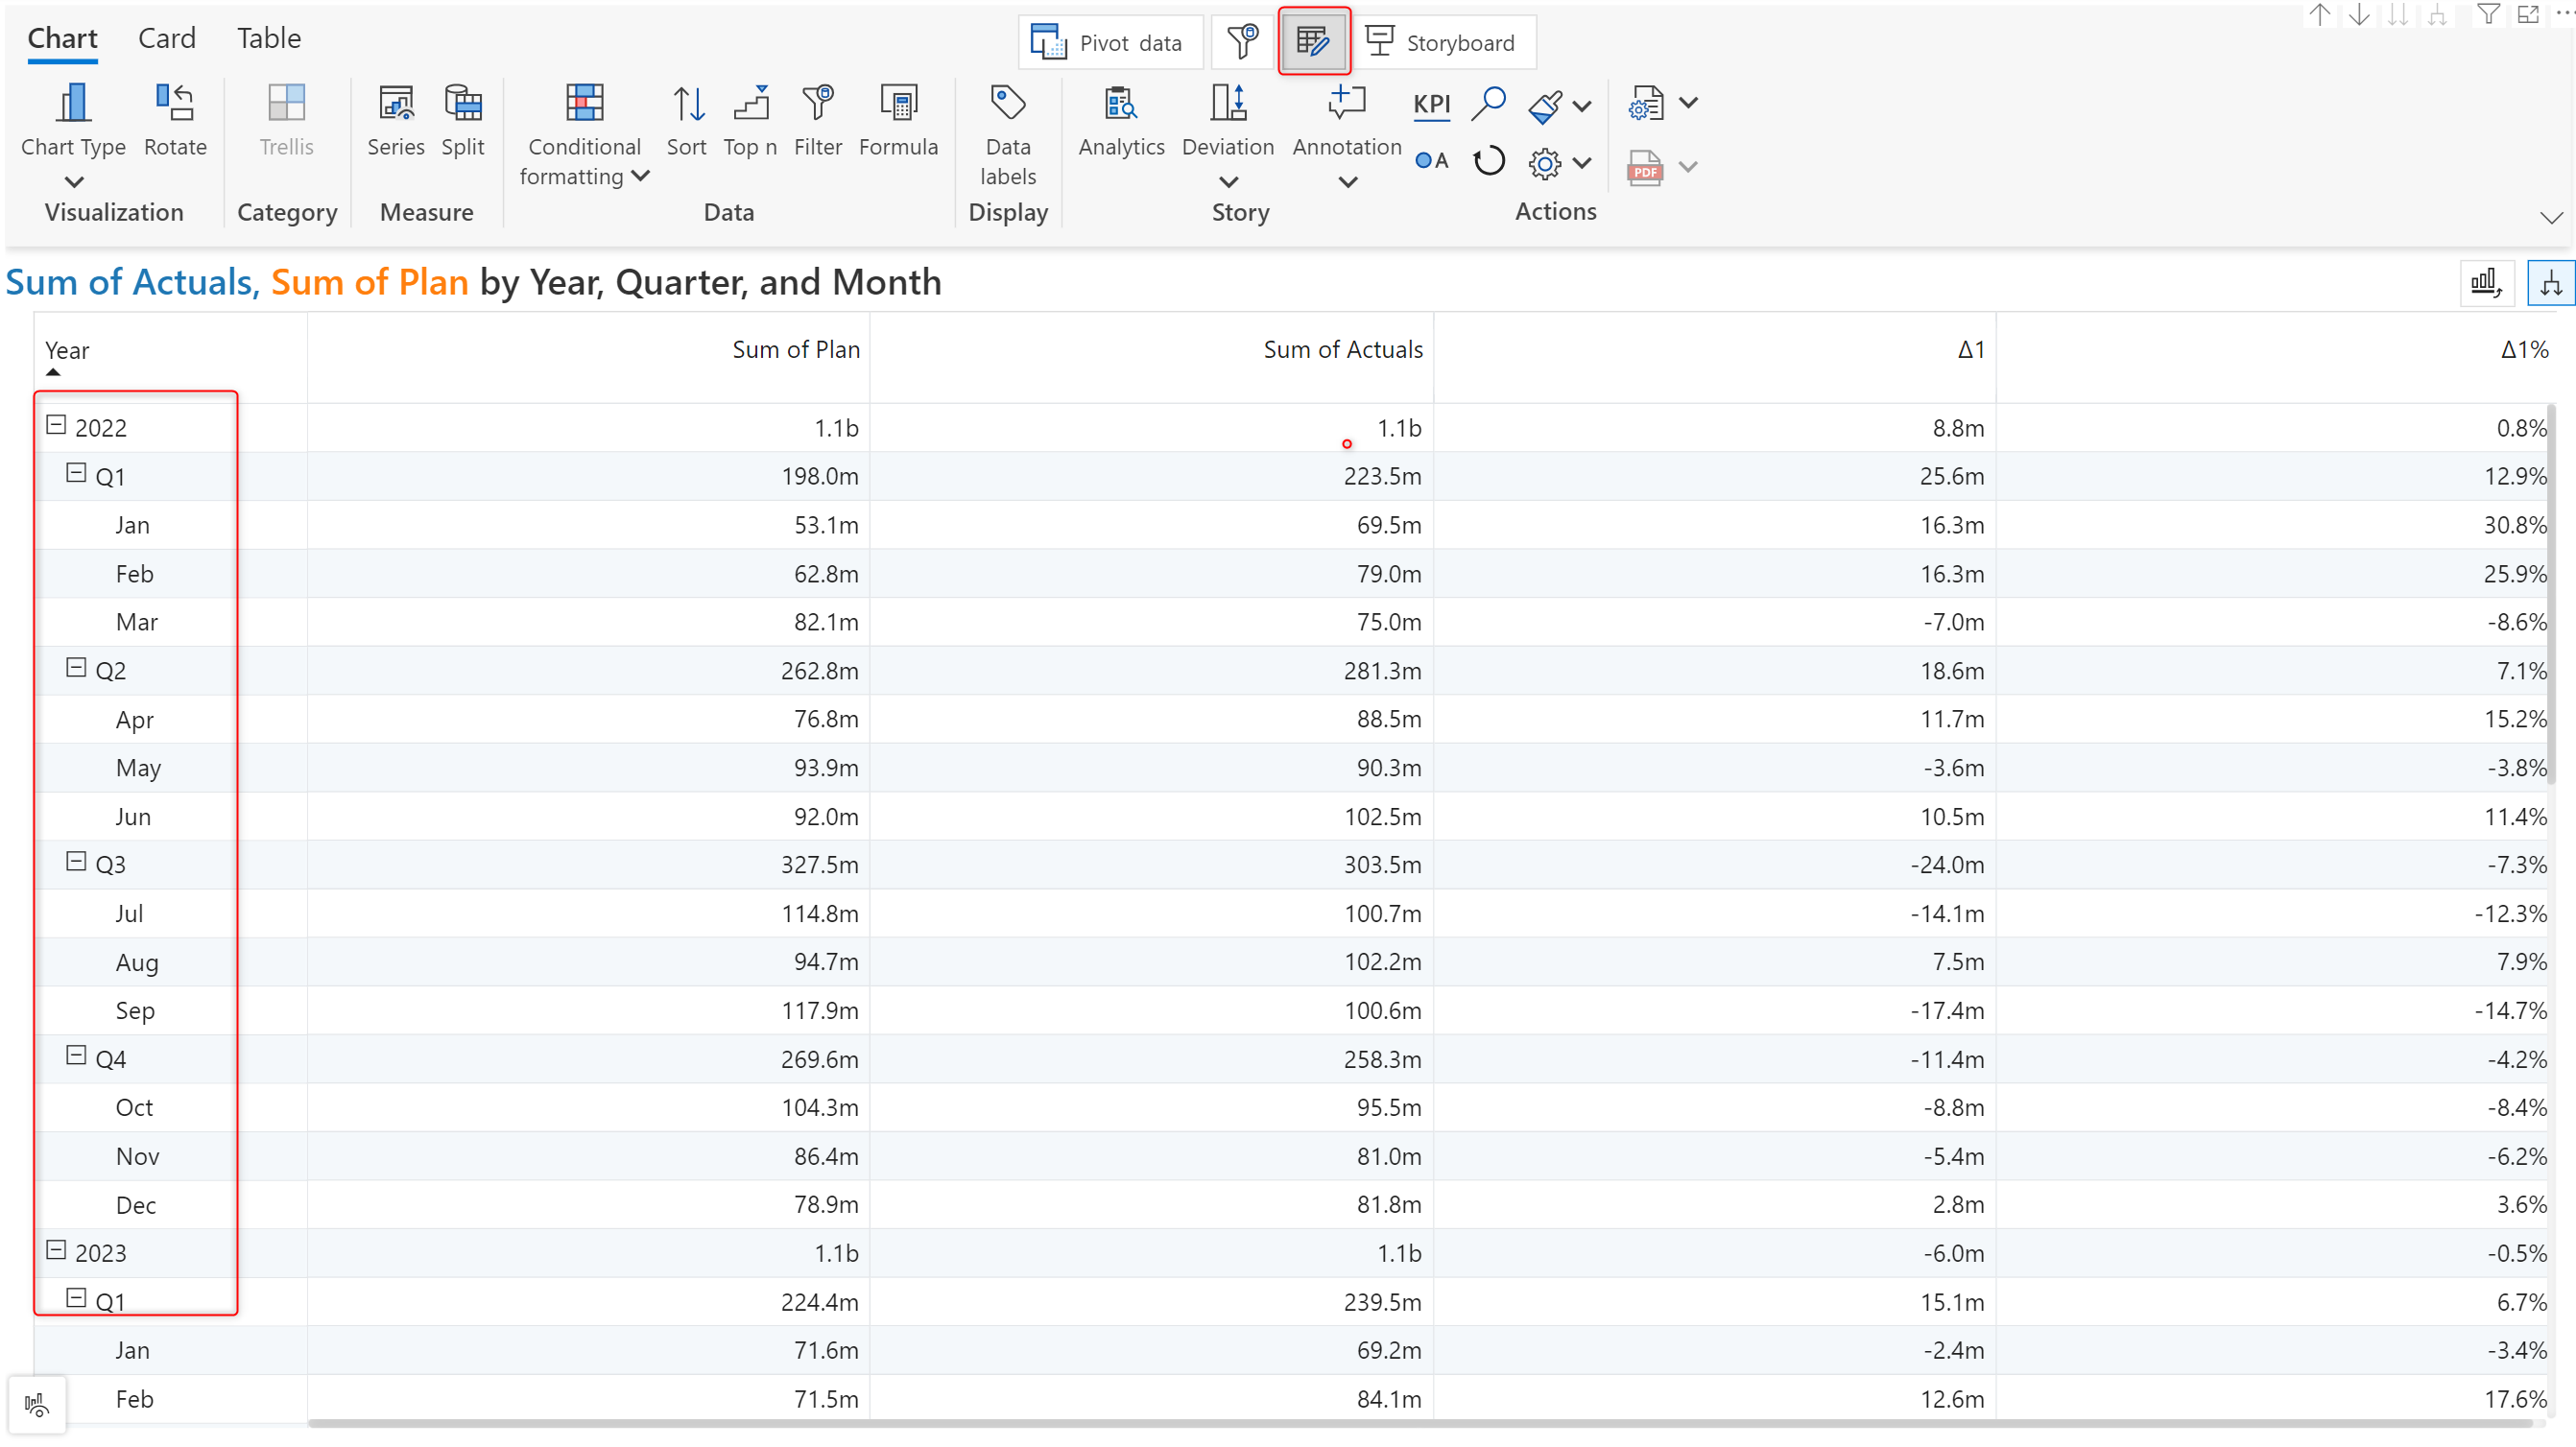 Chart Card Table
Pivot data Storyboard
Chart Type Rotate Trellis Series Split Conditional formatting Sort Top n Filter Formula Data labels Analytics Deviation Annotation KPI A PDF
Visualization Category Measure Data Display Story Actions
Sum of Actuals, Sum of Plan by Year, Quarter, and Month
Year Sum of Plan Sum of Actuals Δ1 Δ1%
2022 1.1b 1.1b 8.8m 0.8%
Q1 198.0m 223.5m 25.6m 12.9%
Jan 53.1m 69.5m 16.3m 30.8%
Feb 62.8m 79.0m 16.3m 25.9%
Mar 82.1m 75.0m -7.0m -8.6%
Q2 262.8m 281.3m 18.6m 7.1%
Apr 76.8m 88.5m 11.7m 15.2%
May 93.9m 90.3m -3.6m -3.8%
Jun 92.0m 102.5m 10.5m 11.4%
Q3 327.5m 303.5m -24.0m -7.3%
Jul 114.8m 100.7m -14.1m -12.3%
Aug 94.7m 102.2m 7.5m 7.9%
Sep 117.9m 100.6m -17.4m -14.7%
Q4 269.6m 258.3m -11.4m -4.2%
Oct 104.3m 95.5m -8.8m -8.4%
Nov 86.4m 81.0m -5.4m -6.2%
Dec 78.9m 81.8m 2.8m 3.6%
2023 1.1b 1.1b -6.0m -0.5%
Q1 224.4m 239.5m 15.1m 6.7%
Jan 71.6m 69.2m -2.4m -3.4%
Feb 71.5m 84.1m 12.6m 17.6%